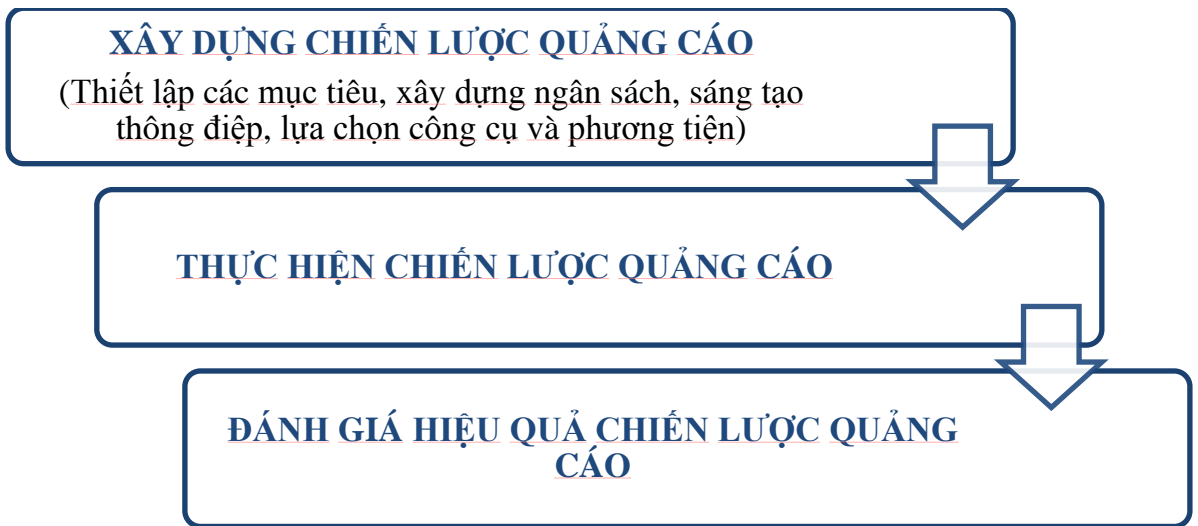 XÂY DỰNG CHIẾN LƯỢC QUẢNG CÁO
(Thiết lập các mục tiêu, xây dựng ngân sách, sáng tạo
thông điệp, lựa chọn công cụ và phương tiện)
THỰC HIỆN CHIẾN LƯỢC QUẢNG CÁO
ĐÁNH GIÁ HIỆU QUẢ CHIẾN LƯỢC QUẢNG
CÁO